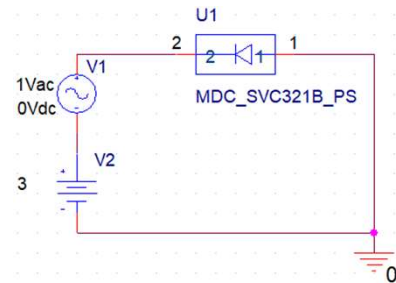 U1
2
2
1
1
MDC_SVC321B_PS
V1
1Vac
0Vdc
+
-
V2
3
+
-
0